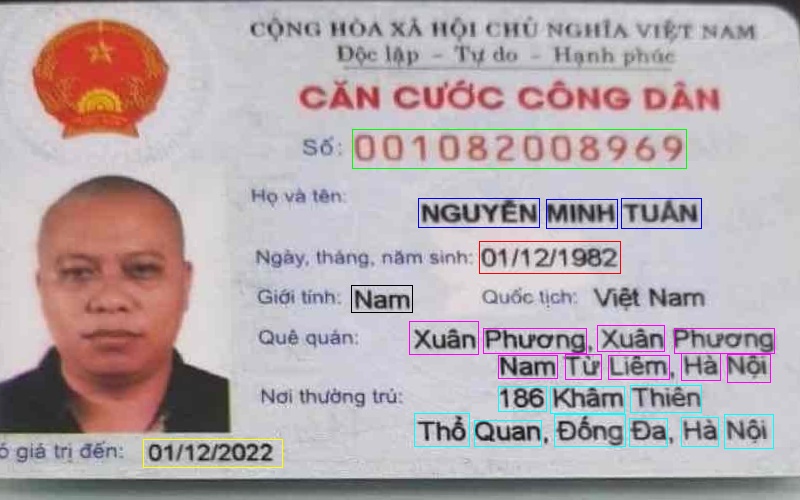 CỘNG HÒA XÃ HỘI CHỦ NGHĨA VIỆT NAM
Độc lập - Tự do - Hạnh phúc
CĂN CƯỚC CÔNG DÂN
Số: 001082008969
Họ và tên:
NGUYỄN MINH TUẤN
Ngày, tháng, năm sinh: 01/12/1982
Giới tính: Nam Quốc tịch: Việt Nam
Quê quán: Xuân Phương, Xuân Phương
Nam Từ Liêm, Hà Nội
Nơi thường trú: 186 Khâm Thiên
Thổ Quan, Đống Đa, Hà Nội
ó giá trị đến: 01/12/2022